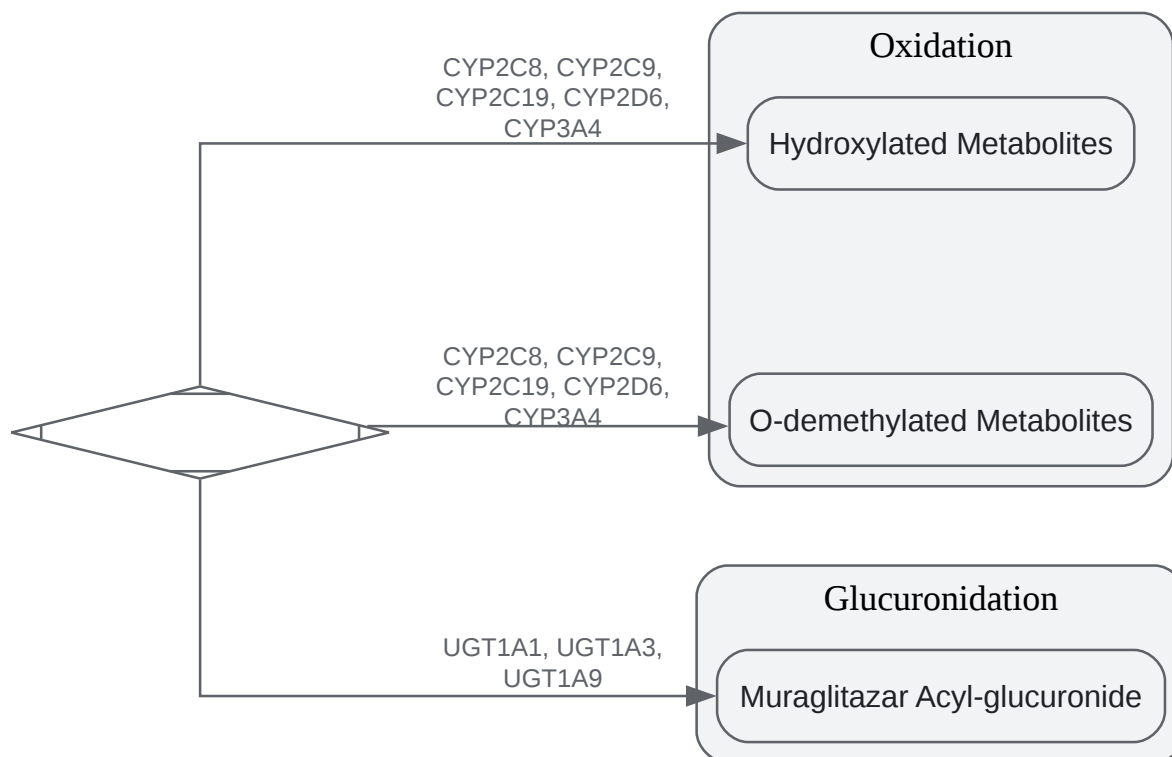 Oxidation
CYP2C8, CYP2C9,
CYP2C19, CYP2D6,
CYP3A4
Hydroxylated Metabolites
CYP2C8, CYP2C9,
CYP2C19, CYP2D6,
CYP3A4
O-demethylated Metabolites
Glucuronidation
UGT1A1, UGT1A3,
UGT1A9
Muraglitazar Acyl-glucuronide